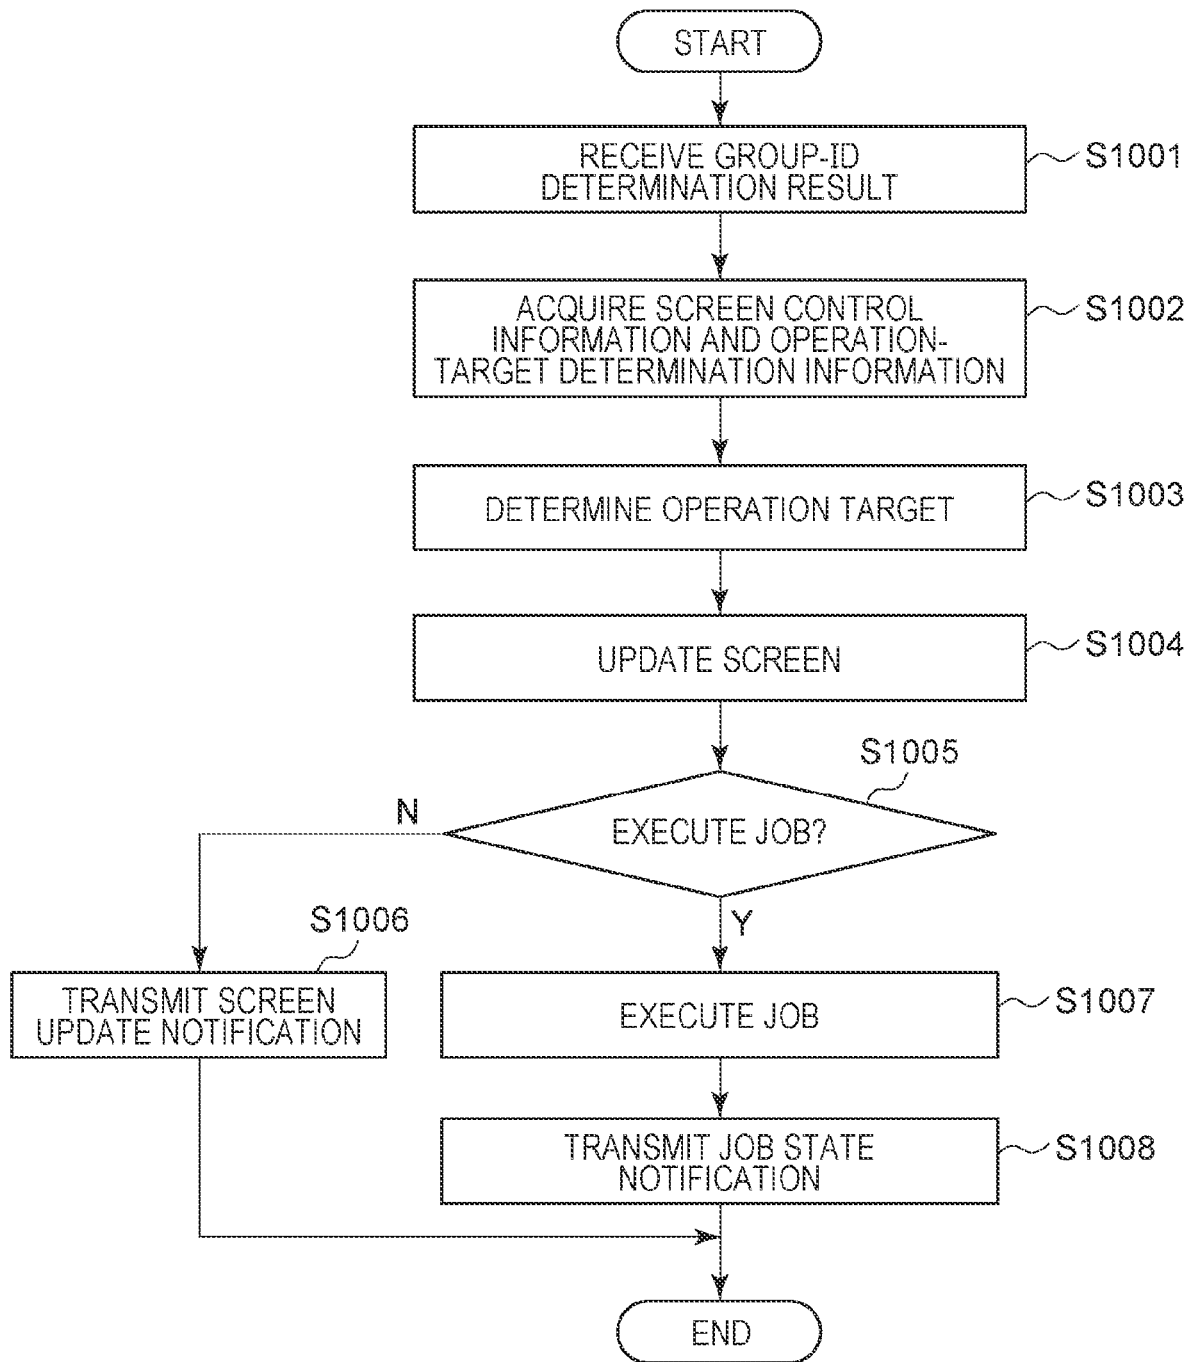 START
RECEIVE GROUP-ID
DETERMINATION RESULT
S1001
ACQUIRE SCREEN CONTROL
INFORMATION AND OPERATION-
TARGET DETERMINATION INFORMATION
S1002
DETERMINE OPERATION TARGET
S1003
UPDATE SCREEN
S1004
S1005
EXECUTE JOB?
N
Y
S1006
TRANSMIT SCREEN
UPDATE NOTIFICATION
EXECUTE JOB
S1007
TRANSMIT JOB STATE
NOTIFICATION
S1008
END